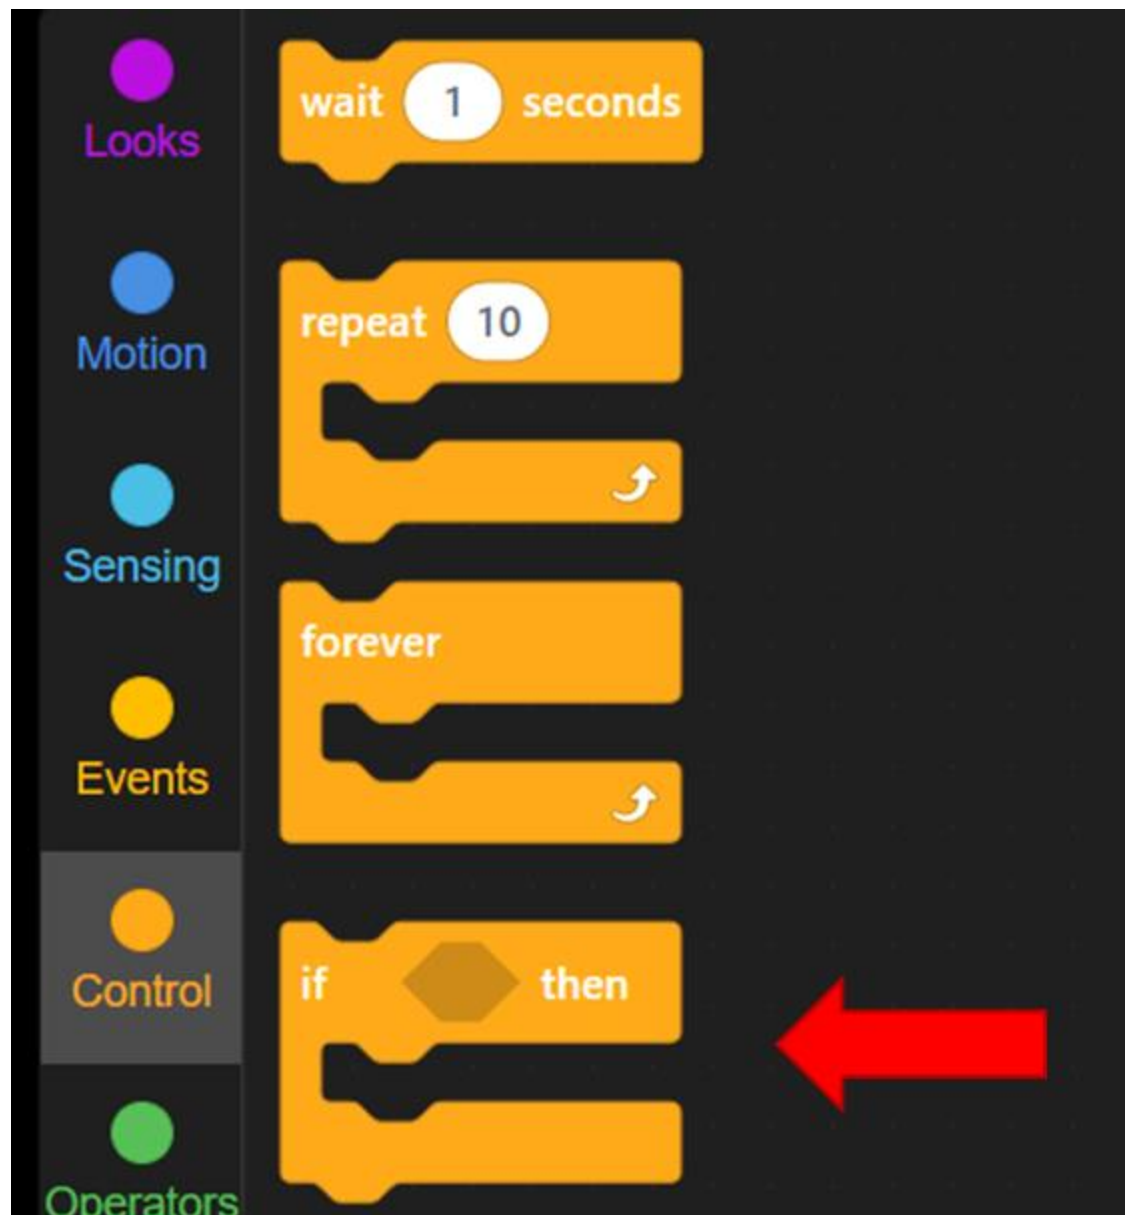 Looks
Motion
Sensing
Events
Control
Operators
wait 1 seconds
repeat 10
forever
if then